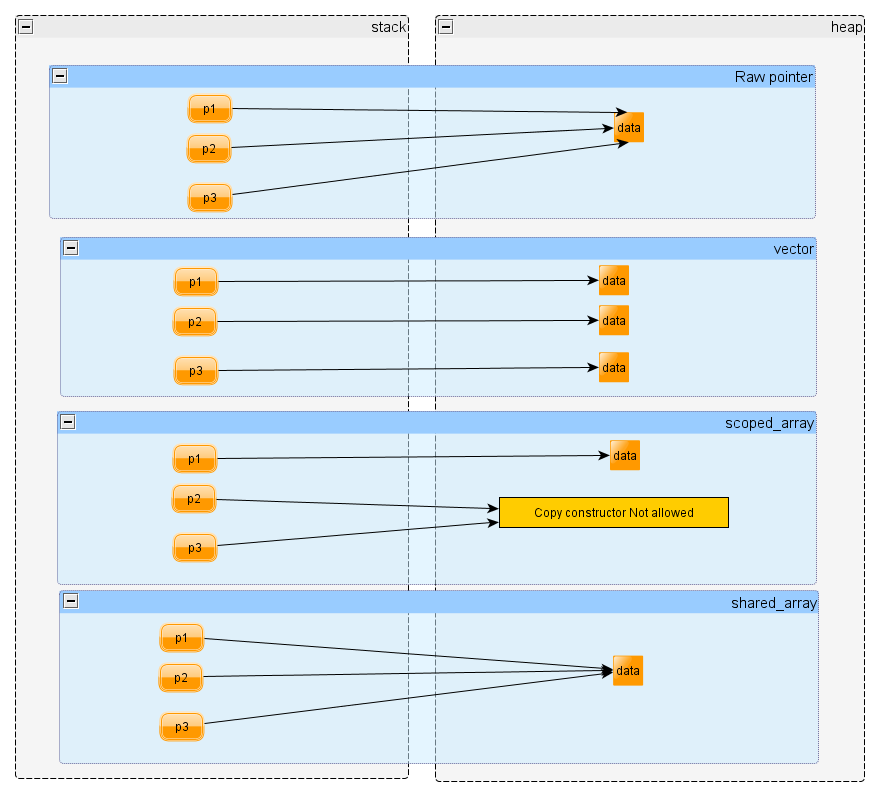 stack
heap
Raw pointer
p1
data
p2
p3
vector
p1
data
p2
data
p3
data
scoped_array
p1
data
p2
Copy constructor Not allowed
p3
shared_array
p1
data
p2
p3